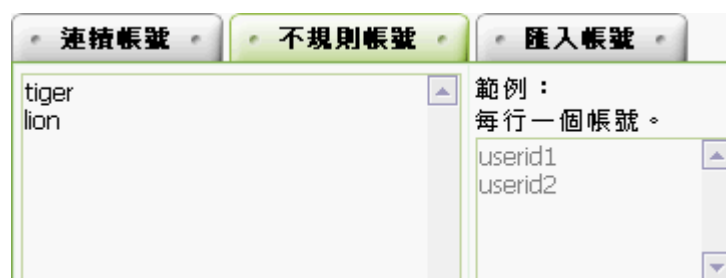 連續帳號
不規則帳號
匯入帳號
tiger
lion
範例：
每行一個帳號。
userid1
userid2